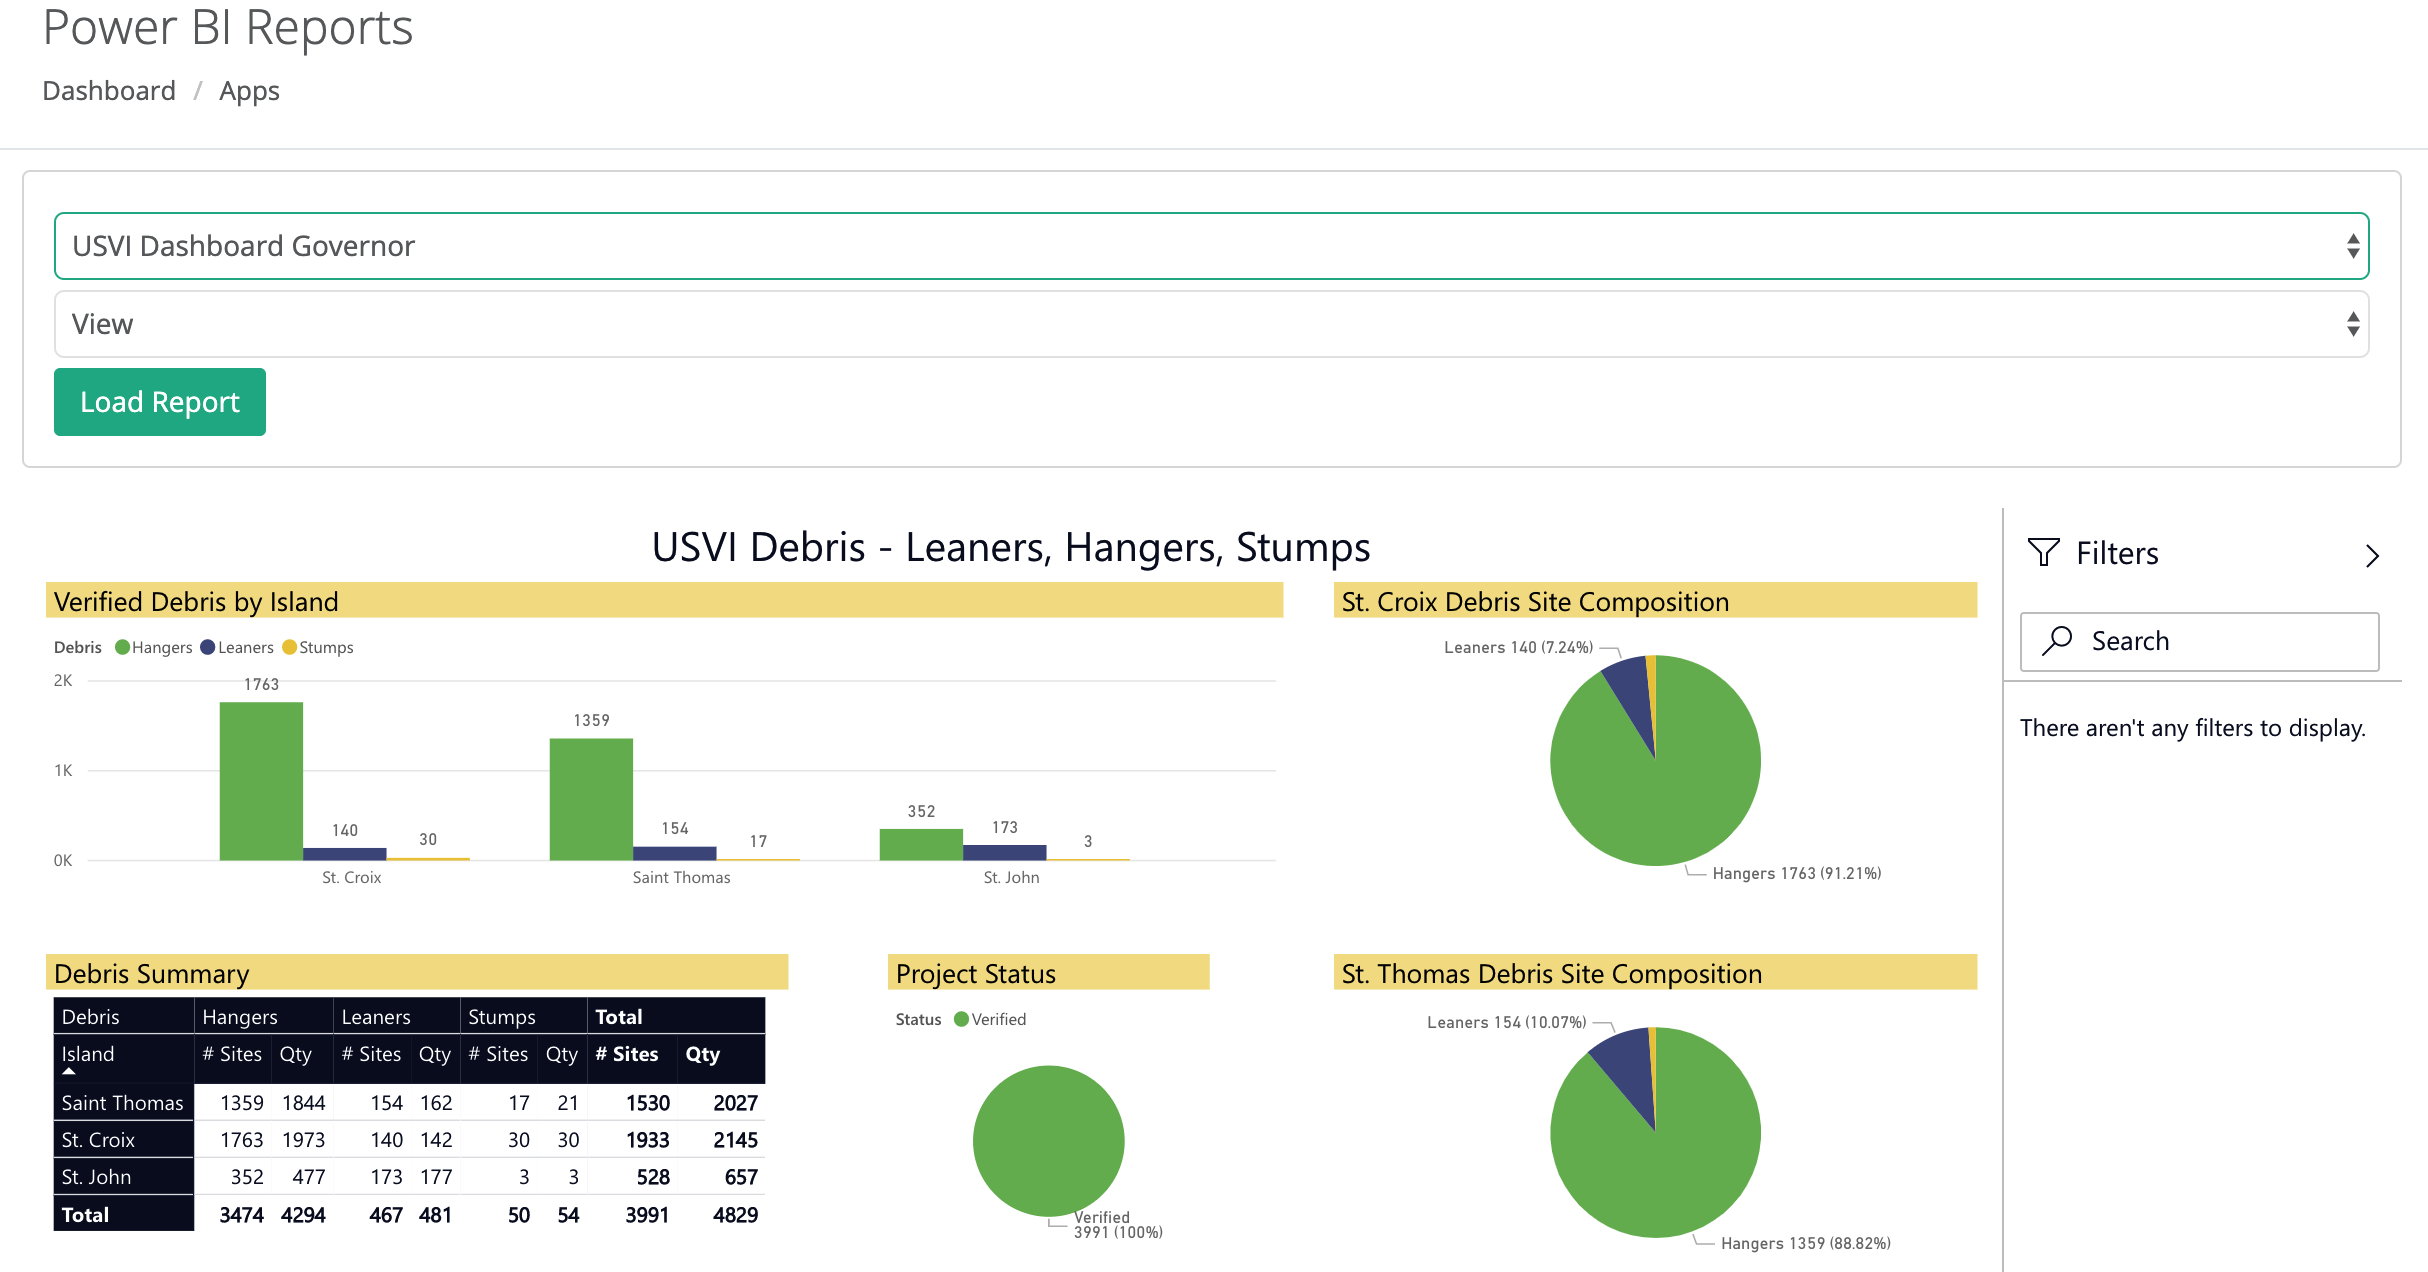 Power BI Reports
Dashboard / Apps
USVI Dashboard Governor
View
Load Report
USVI Debris - Leaners, Hangers, Stumps
Verified Debris by Island
Debris Hangers Leaners Stumps
2K
1K
0K
1763
140
30
1359
154
17
352
173
3
St. Croix
Saint Thomas
St. John
St. Croix Debris Site Composition
Leaners 140 (7.24%)
Hangers 1763 (91.21%)
Filters
Search
There aren't any filters to display.
Debris Summary
Debris Hangers Leaners Stumps Total
Island # Sites Qty # Sites Qty # Sites Qty # Sites Qty
Saint Thomas 1359 1844 154 162 17 21 1530 2027
St. Croix 1763 1973 140 142 30 30 1933 2145
St. John 352 477 173 177 3 3 528 657
Total 3474 4294 467 481 50 54 3991 4829
Project Status
Status Verified
Verified
3991 (100%)
St. Thomas Debris Site Composition
Leaners 154 (10.07%)
Hangers 1359 (88.82%)